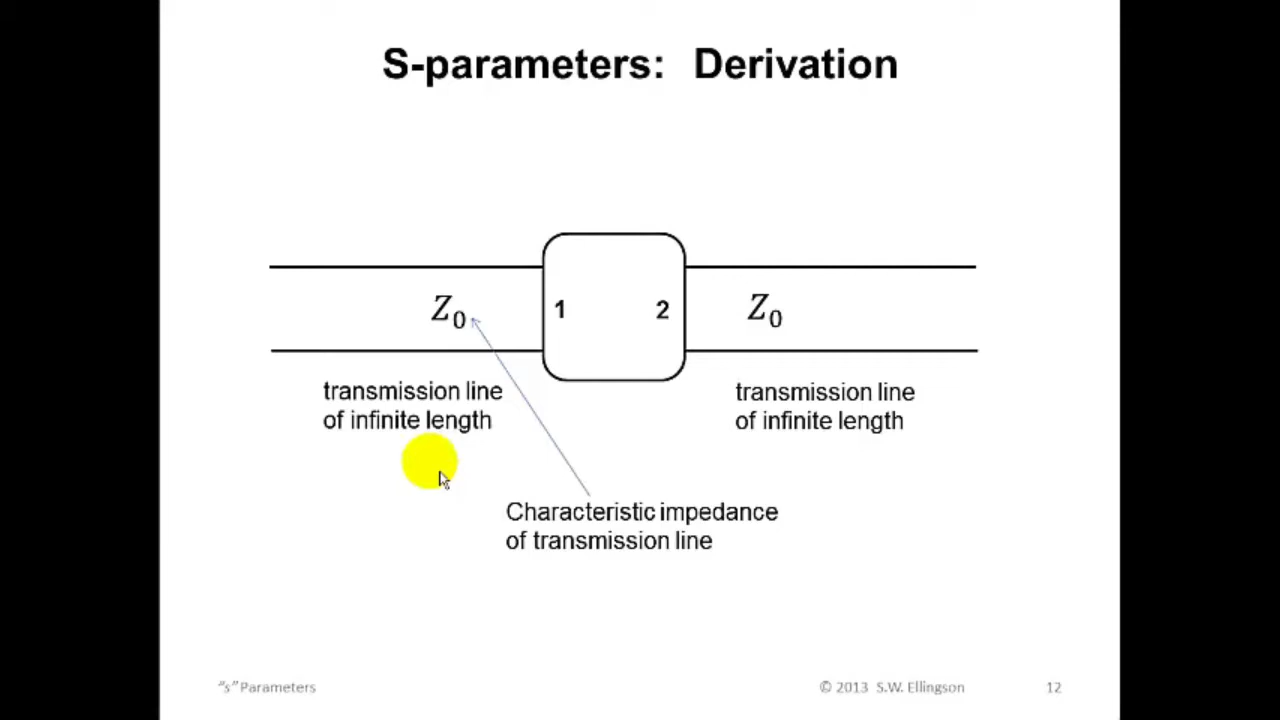 S-parameters: Derivation
Z₀ 1 2 Z₀
transmission line
of infinite length
transmission line
of infinite length
Characteristic impedance
of transmission line
"s" Parameters © 2013 S.W. Ellingson 12